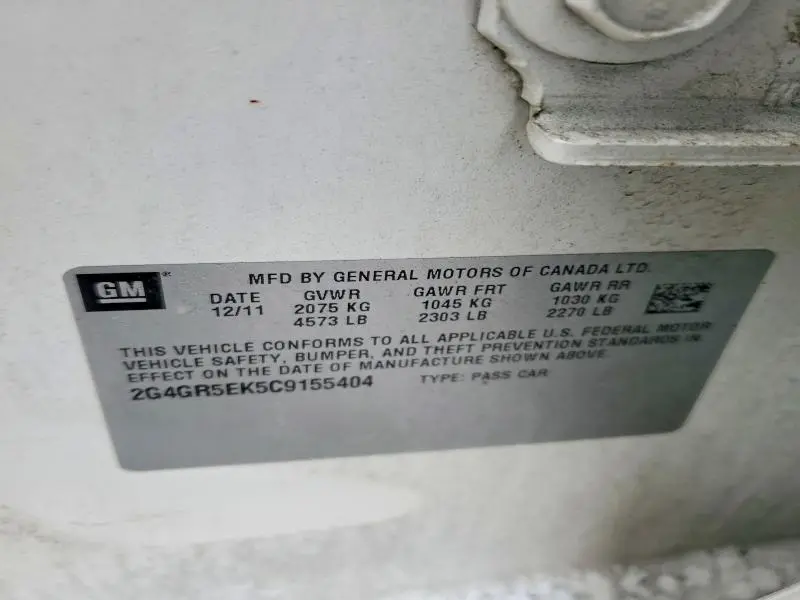 GM® MFD BY GENERAL MOTORS OF CANADA LTD.
DATE GVWR GAWR FRT GAWR RR
12/11 2075 KG 1045 KG 1030 KG
4573 LB 2303 LB 2270 LB
THIS VEHICLE CONFORMS TO ALL APPLICABLE U.S. FEDERAL MOTOR
VEHICLE SAFETY, BUMPER, AND THEFT PREVENTION STANDARDS IN
EFFECT ON THE DATE OF MANUFACTURE SHOWN ABOVE.
2G4GR5EK5C9155404 TYPE: PASS CAR